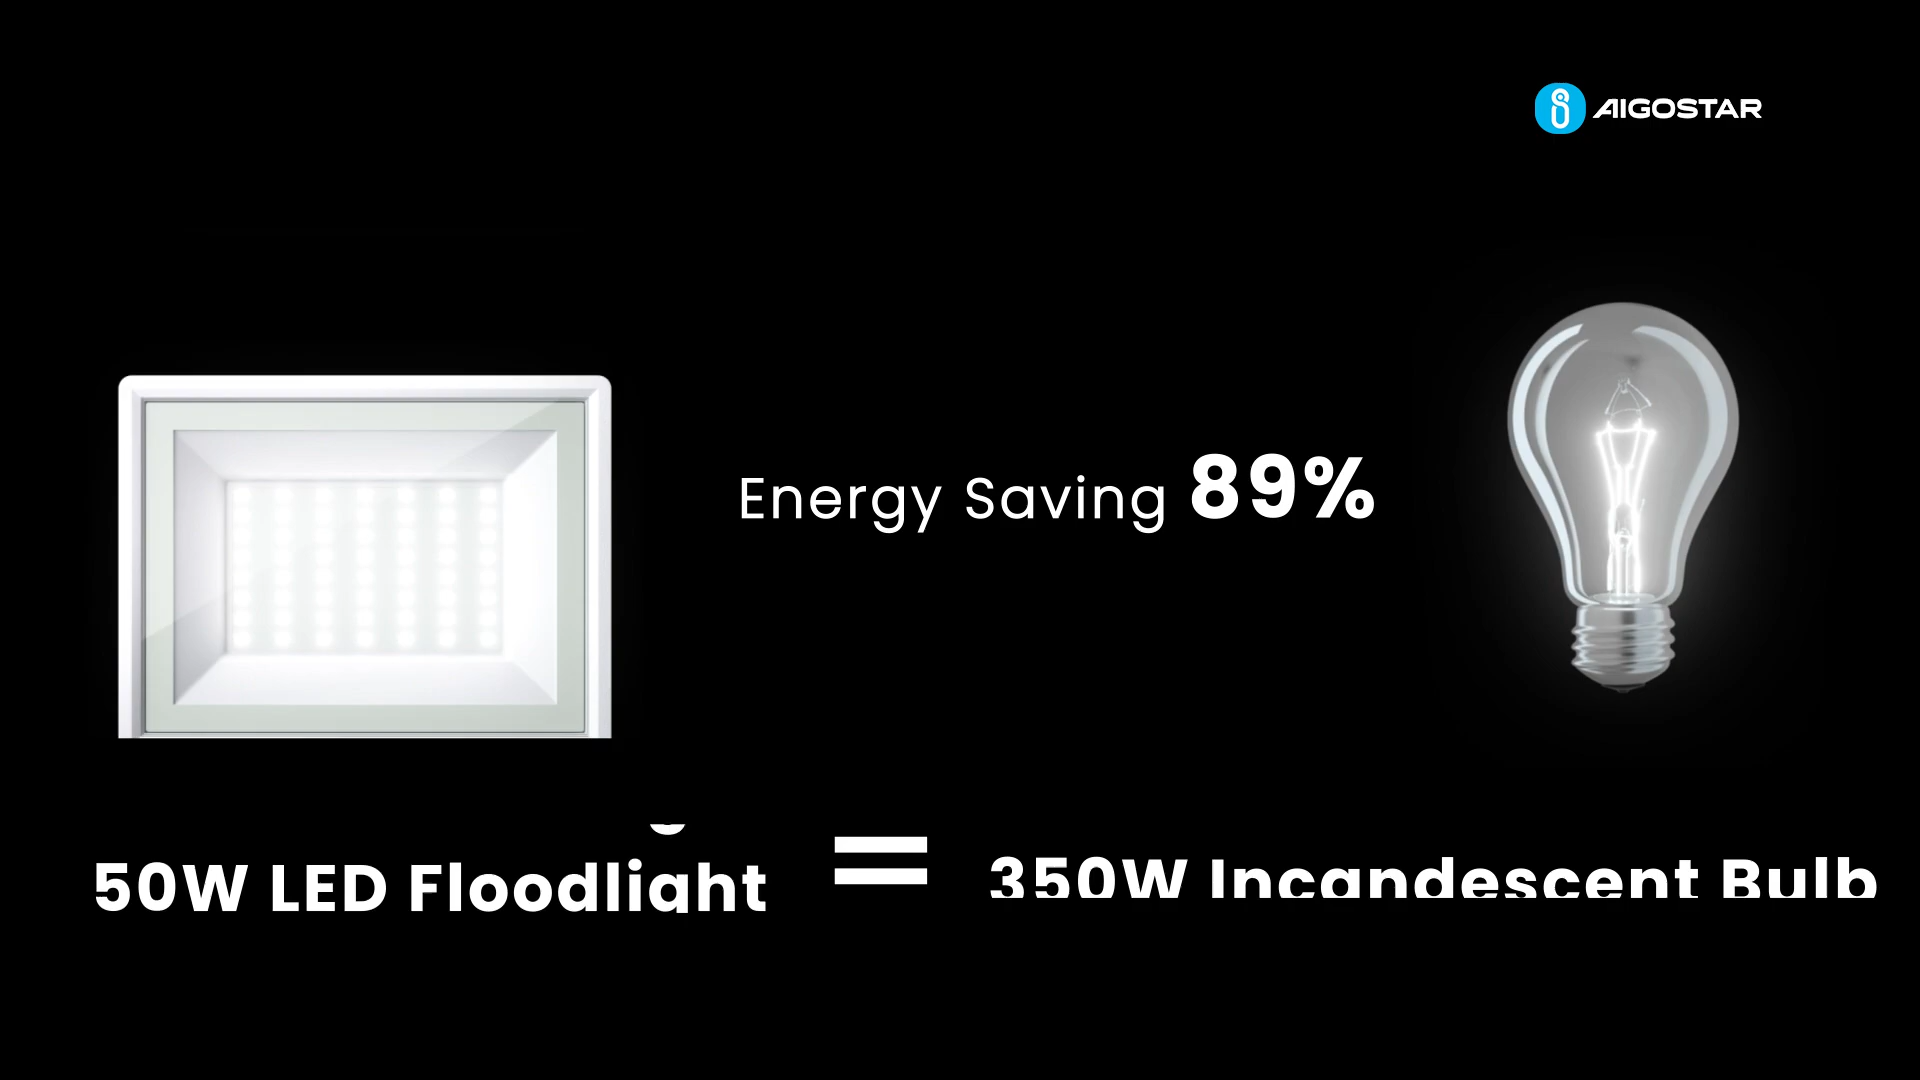 AIGOSTAR
Energy Saving 89%
50W LED Floodlight = 350W Incandescent Bulb